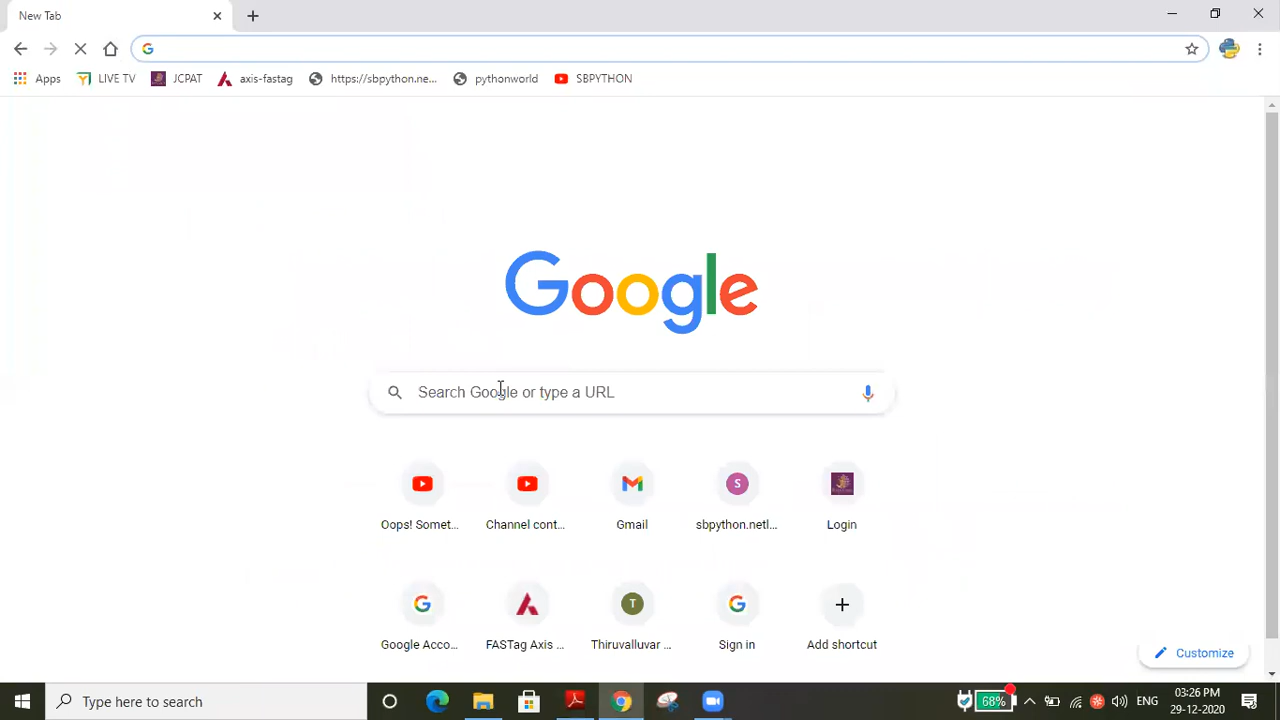 New Tab
Apps LIVE TV JCPAT axis-fastag https://sbpython.ne... pythonworld SBPYTHON
Google
Search Google or type a URL
S
Oops! Somet... Channel cont... Gmail sbpython.netl... Login
T
Google Acco... FASTag Axis ... Thiruvalluvar ... Sign in Add shortcut
Customize
Type here to search
68%
ENG
03:26 PM
29-12-2020